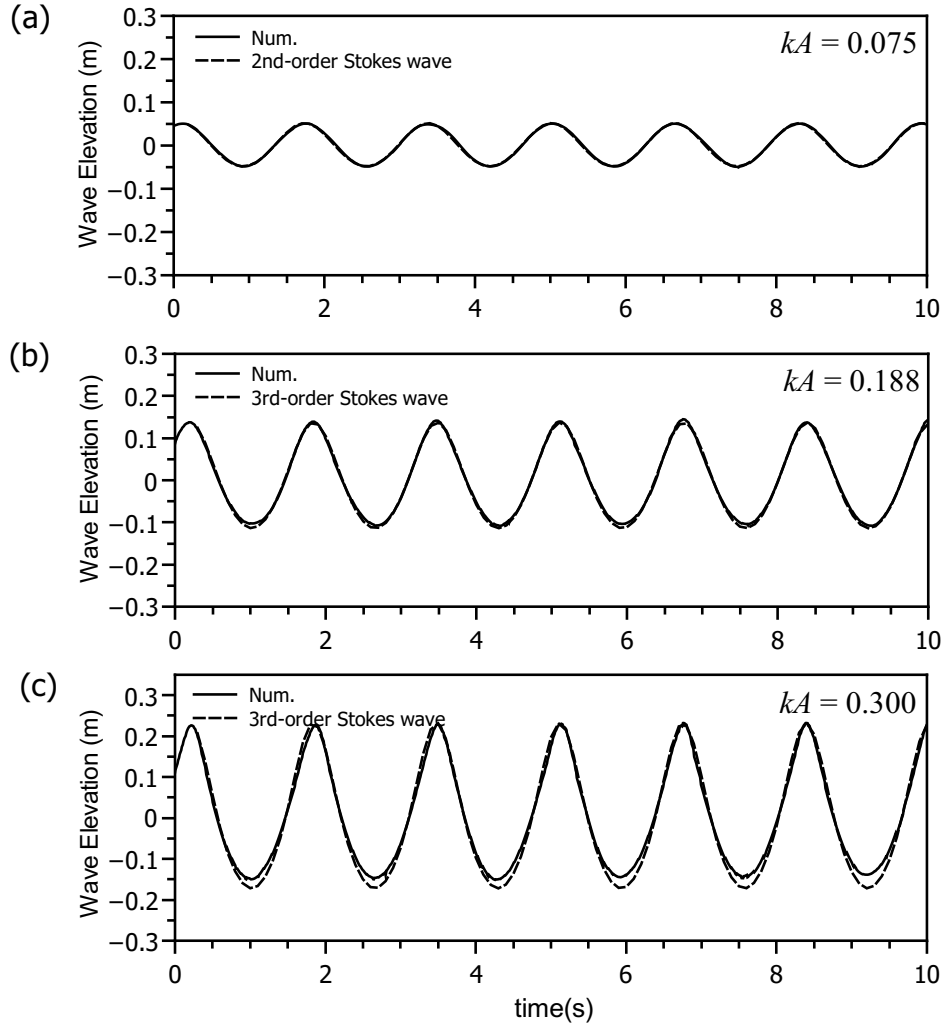 (a)
0.3
0.2
0.1
0
−0.1
−0.2
−0.3
Wave Elevation (m)
Num.
2nd-order Stokes wave
kA = 0.075
0 2 4 6 8 10
(b)
0.3
0.2
0.1
0
−0.1
−0.2
−0.3
Wave Elevation (m)
Num.
3rd-order Stokes wave
kA = 0.188
0 2 4 6 8 10
(c)
0.3
0.2
0.1
0
−0.1
−0.2
−0.3
Wave Elevation (m)
Num.
3rd-order Stokes wave
kA = 0.300
0 2 4 6 8 10
time(s)